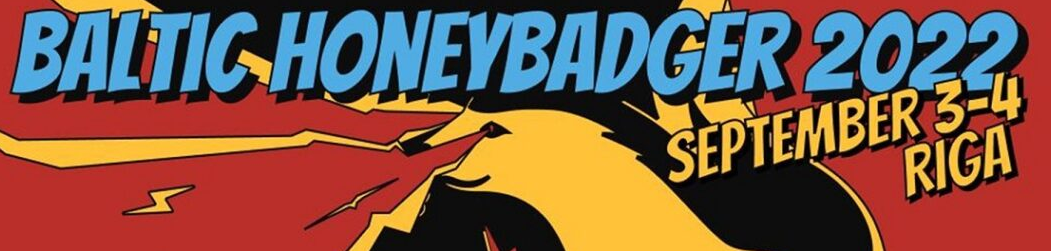 BALTIC HONEYBADGER 2022
SEPTEMBER 3-4
RIGA